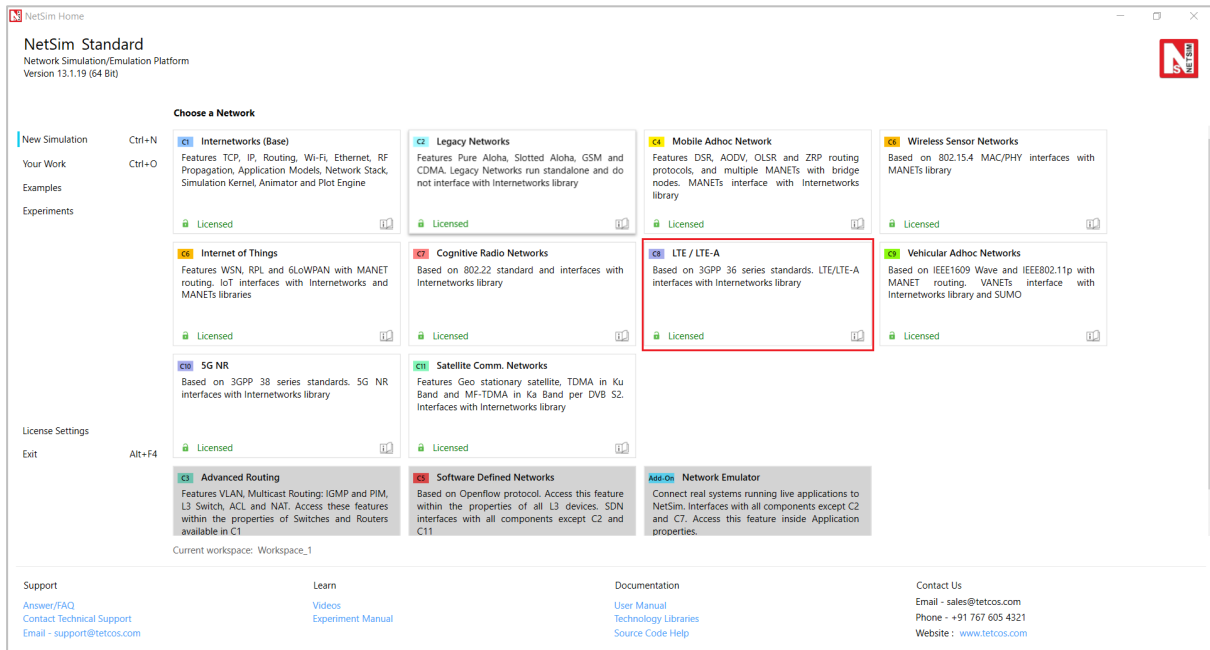 NetSim Home
NetSim Standard
Network Simulation/Emulation Platform
Version 13.1.19 (64 Bit)
NETSIM
Choose a Network
New Simulation Ctrl+N
Your Work Ctrl+O
Examples
Experiments
License Settings
Exit Alt+F4
C1 Internetworks (Base)
Features TCP, IP, Routing, Wi-Fi, Ethernet, RF
Propagation, Application Models, Network Stack,
Simulation Kernel, Animator and Plot Engine
Licensed
C2 Legacy Networks
Features Pure Aloha, Slotted Aloha, GSM and
CDMA. Legacy Networks run standalone and do
not interface with Internetworks library
Licensed
C4 Mobile Adhoc Network
Features DSR, AODV, OLSR and ZRP routing
protocols, and multiple MANETs with bridge
nodes. MANETs interface with Internetworks
library
Licensed
C6 Wireless Sensor Networks
Based on 802.15.4 MAC/PHY interfaces with
MANETs library
Licensed
C6 Internet of Things
Features WSN, RPL and 6LoWPAN with MANET
routing. IoT interfaces with Internetworks and
MANETs libraries
Licensed
C7 Cognitive Radio Networks
Based on 802.22 standard and interfaces with
Internetworks library
Licensed
C8 LTE / LTE-A
Based on 3GPP 36 series standards. LTE/LTE-A
interfaces with Internetworks library
Licensed
C9 Vehicular Adhoc Networks
Based on IEEE1609 Wave and IEEE802.11p with
MANET routing. VANETs interface with
Internetworks library and SUMO
Licensed
C10 5G NR
Based on 3GPP 38 series standards. 5G NR
interfaces with Internetworks library
Licensed
C11 Satellite Comm. Networks
Features Geo stationary satellite, TDMA in Ku
Band and MF-TDMA in Ka Band per DVB S2.
Interfaces with Internetworks library
Licensed
C3 Advanced Routing
Features VLAN, Multicast Routing: IGMP and PIM,
L3 Switch, ACL and NAT. Access these features
within the properties of Switches and Routers
available in C1
C5 Software Defined Networks
Based on Openflow protocol. Access this feature
within the properties of all L3 devices. SDN
interfaces with all components except C2 and
C11
Add-On Network Emulator
Connect real systems running live applications to
NetSim. Interfaces with all components except C2
and C7. Access this feature inside Application
properties.
Current workspace: Workspace_1
Support
Answer/FAQ
Contact Technical Support
Email - support@tetcos.com
Learn
Videos
Experiment Manual
Documentation
User Manual
Technology Libraries
Source Code Help
Contact Us
Email - sales@tetcos.com
Phone - +91 767 605 4321
Website : www.tetcos.com